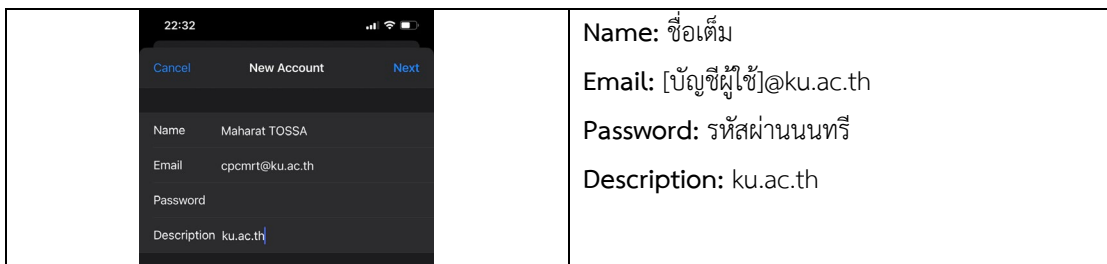 22:32
Cancel New Account Next
Name Maharat TOSSA
Email cpcmrt@ku.ac.th
Password
Description ku.ac.th
Name: ชื่อเต็ม
Email: [บัญชีผู้ใช้]@ku.ac.th
Password: รหัสผ่านนนทรี
Description: ku.ac.th